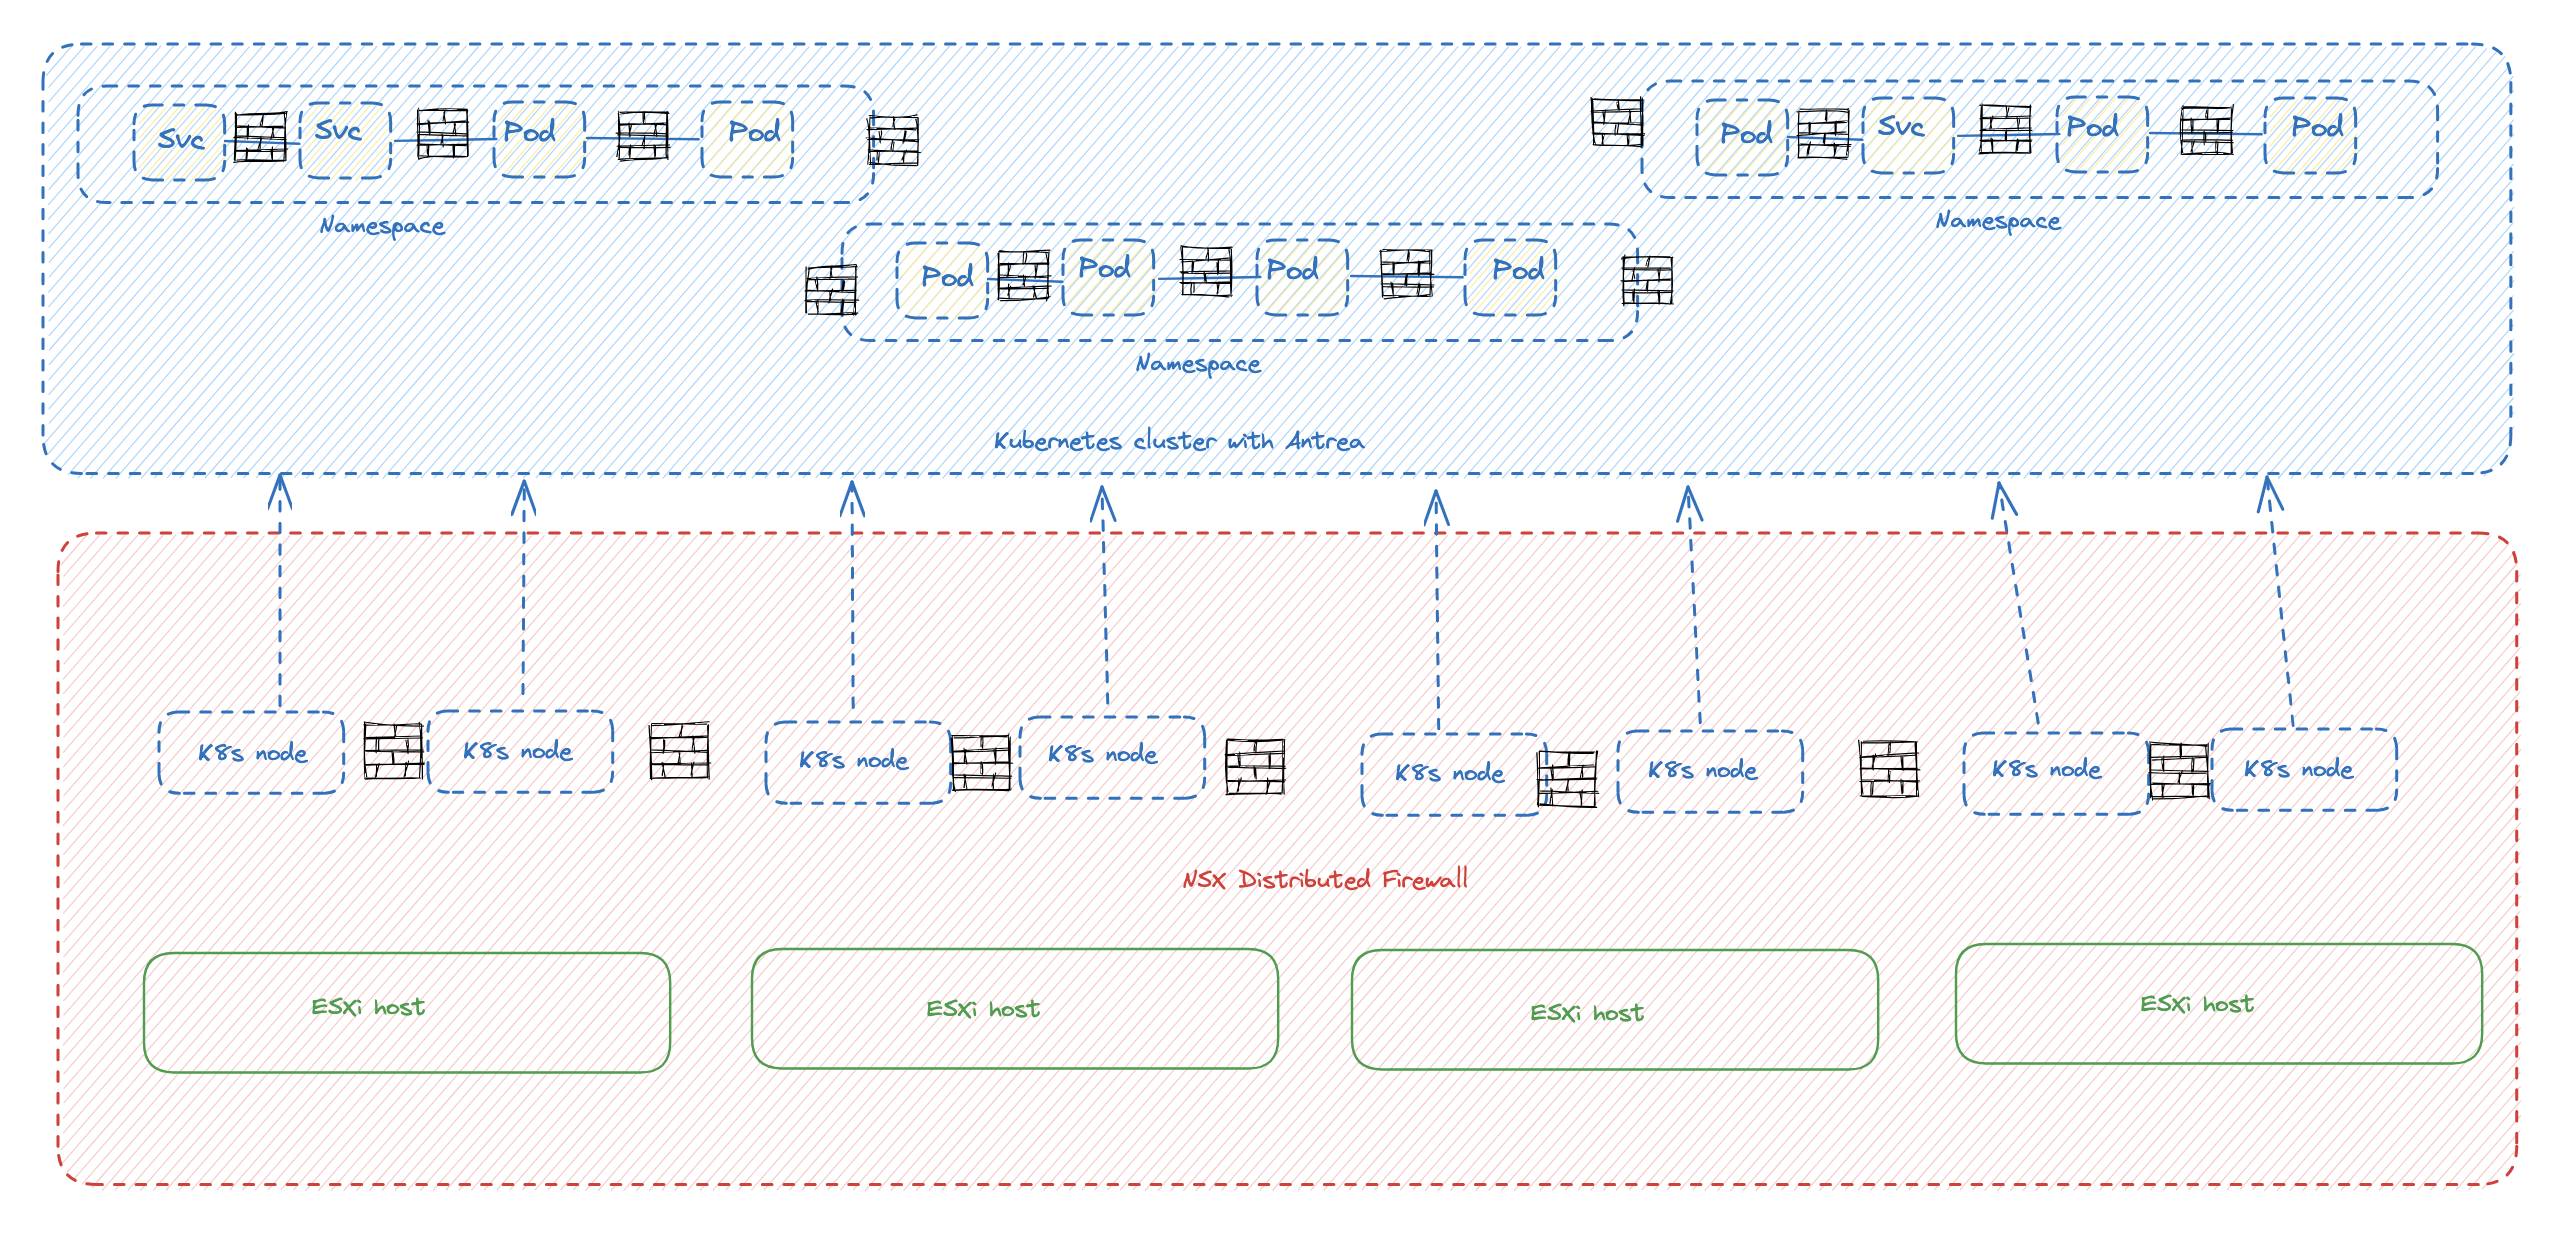 Svc
Svc
Pod
Pod
Namespace
Pod
Svc
Pod
Pod
Namespace
Pod
Pod
Pod
Pod
Namespace
Kubernetes cluster with Antrea
K8s node
K8s node
K8s node
K8s node
K8s node
K8s node
K8s node
K8s node
NSX Distributed Firewall
ESXi host
ESXi host
ESXi host
ESXi host